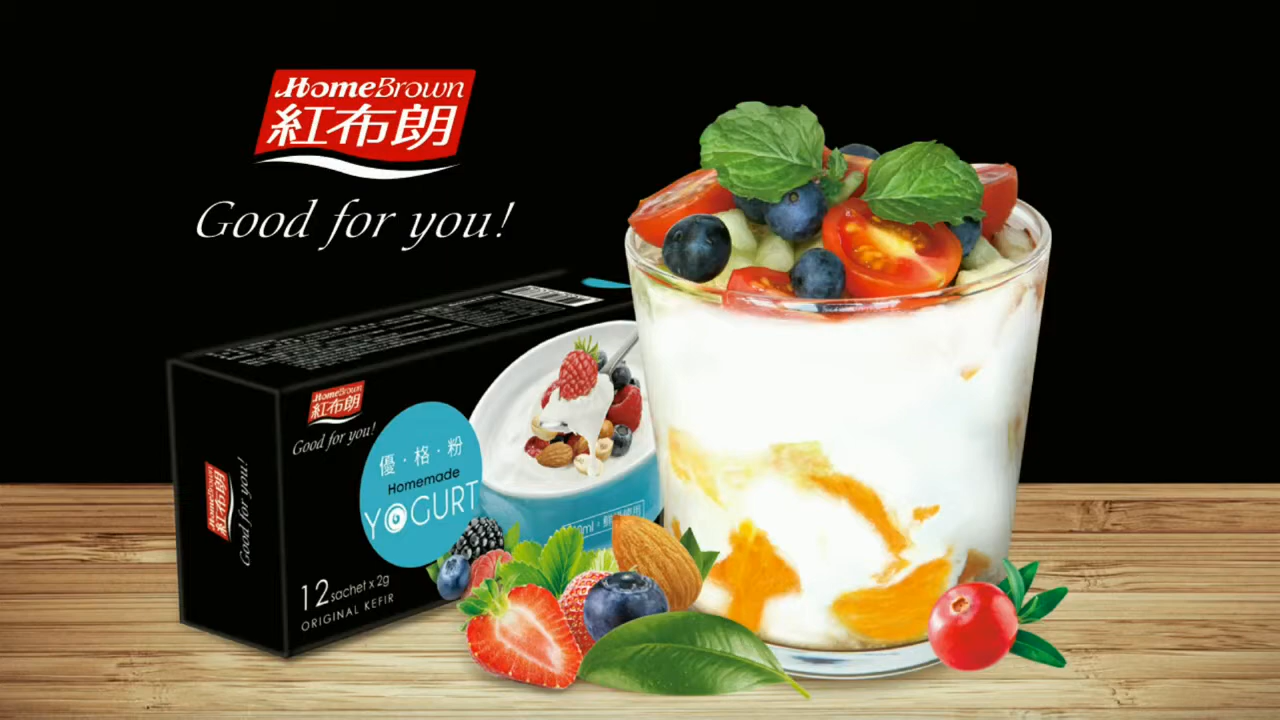 HomeBrown
紅布朗
Good for you!
HomeBrown
紅布朗
Good for you!
優·格·粉
Homemade
YOGURT
12 sachet x 2g
ORIGINAL KEFIR
HomeBrown
紅布朗
Good for you!